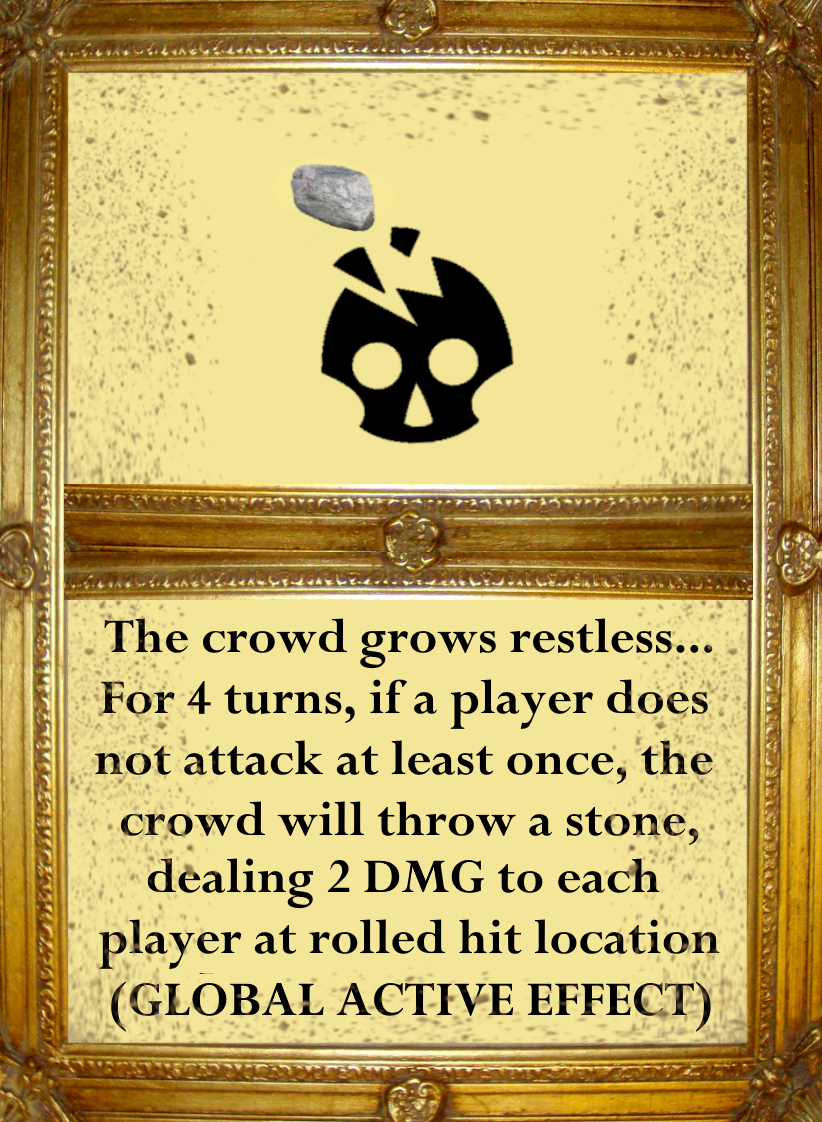 The crowd grows restless...
For 4 turns, if a player does
not attack at least once, the
crowd will throw a stone,
dealing 2 DMG to each
player at rolled hit location
(GLOBAL ACTIVE EFFECT)